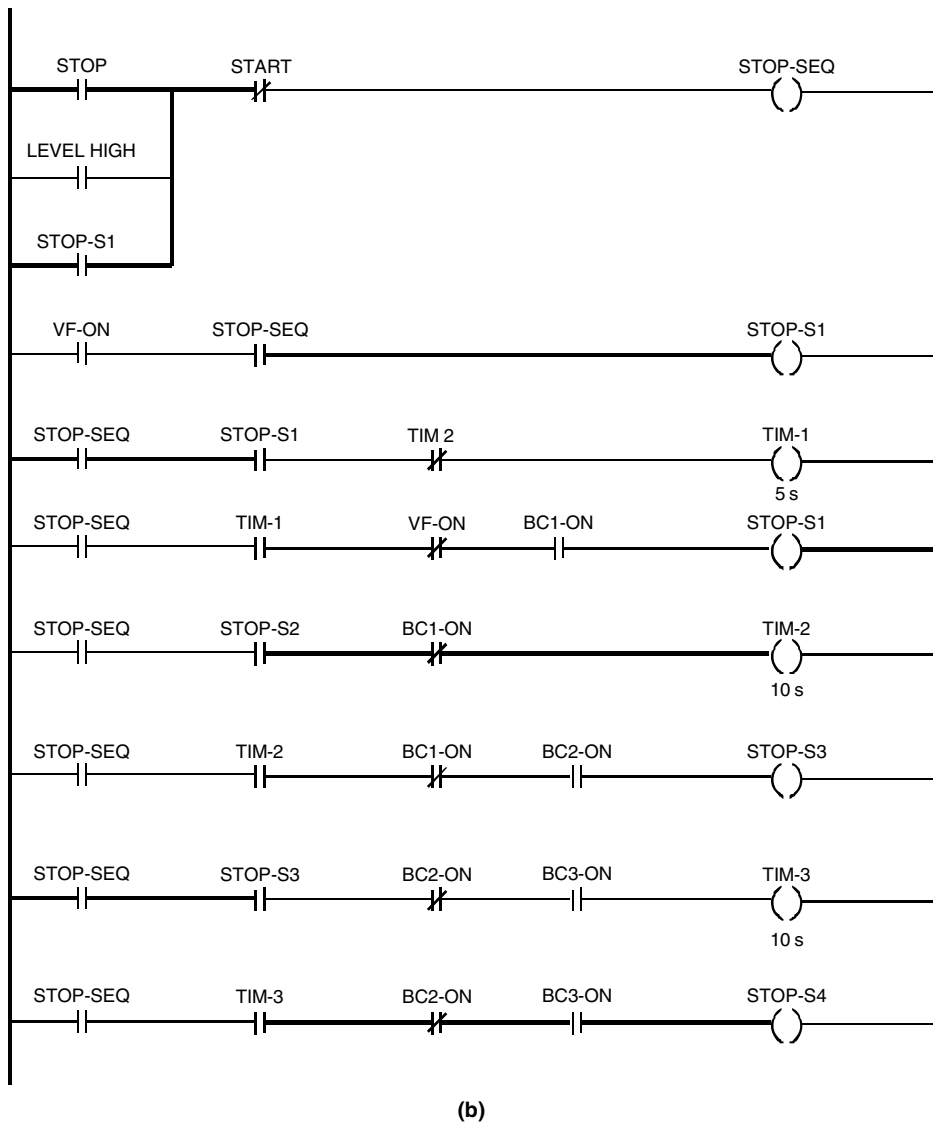 STOP START STOP-SEQ
LEVEL HIGH
STOP-S1
VF-ON STOP-SEQ STOP-S1
STOP-SEQ STOP-S1 TIM 2 TIM-1
5 s
STOP-SEQ TIM-1 VF-ON BC1-ON STOP-S1
STOP-SEQ STOP-S2 BC1-ON TIM-2
10 s
STOP-SEQ TIM-2 BC1-ON BC2-ON STOP-S3
STOP-SEQ STOP-S3 BC2-ON BC3-ON TIM-3
10 s
STOP-SEQ TIM-3 BC2-ON BC3-ON STOP-S4
(b)